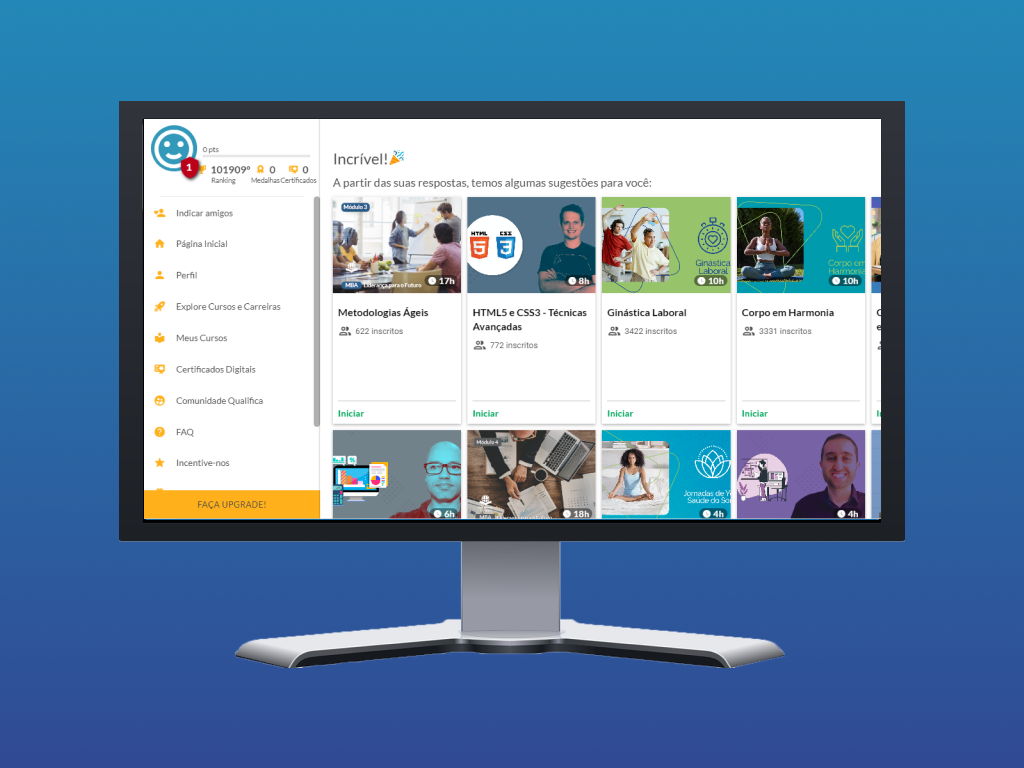 0 pts
1
101909º
0
0
Ranking
Medalhas
Certificados
Indicar amigos
Página Inicial
Perfil
Explore Cursos e Carreiras
Meus Cursos
Certificados Digitais
Comunidade Qualifica
FAQ
Incentive-nos
FAÇA UPGRADE!
Incrível!
A partir das suas respostas, temos algumas sugestões para você:
Módulo 3
MBA
Liderança para o Futuro
17h
Metodologias Ágeis
622 inscritos
Iniciar
HTML
CSS
5
3
8h
HTML5 e CSS3 - Técnicas
Avançadas
772 inscritos
Iniciar
Ginástica
Laboral
10h
Ginástica Laboral
3422 inscritos
Iniciar
Corpo em
Harmonia
10h
Corpo em Harmonia
3331 inscritos
Iniciar
%
6h
Módulo 4
MBA
18h
Jornadas de
Saúde do
4h
4h